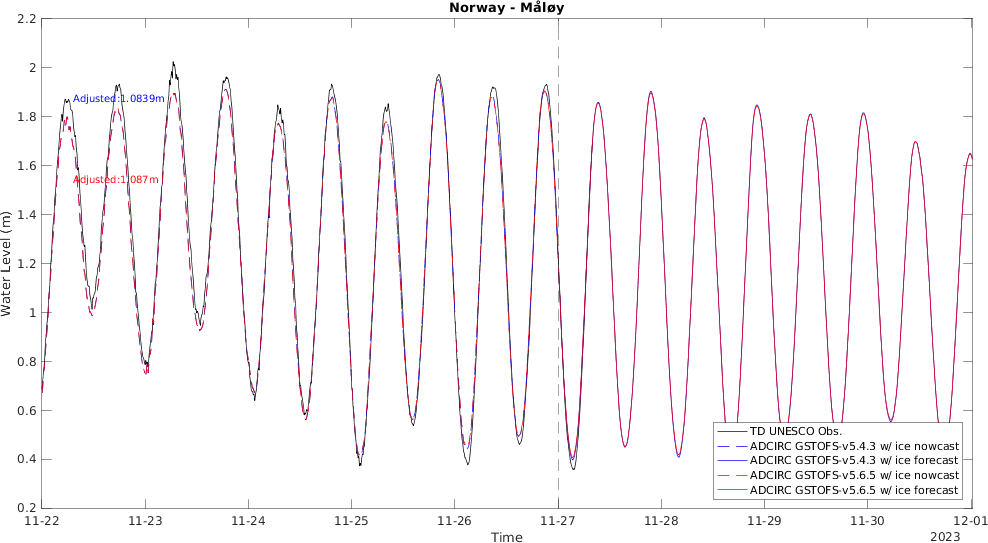 Norway - Måløy
2.2
2
1.8
1.6
1.4
1.2
1
0.8
0.6
0.4
0.2
Water Level (m)
Adjusted:1.0839m
Adjusted:1.087m
TD UNESCO Obs.
ADCIRC GSTOFS-v5.4.3 w/ ice nowcast
ADCIRC GSTOFS-v5.4.3 w/ ice forecast
ADCIRC GSTOFS-v5.6.5 w/ ice nowcast
ADCIRC GSTOFS-v5.6.5 w/ ice forecast
11-22 11-23 11-24 11-25 11-26 11-27 11-28 11-29 11-30 12-01
Time
2023